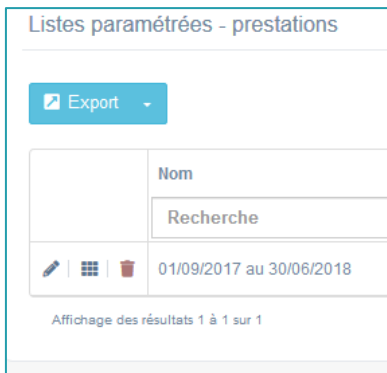 Listes paramétrées - prestations
Export
Nom
Recherche
01/09/2017 au 30/06/2018
Affichage des résultats 1 à 1 sur 1